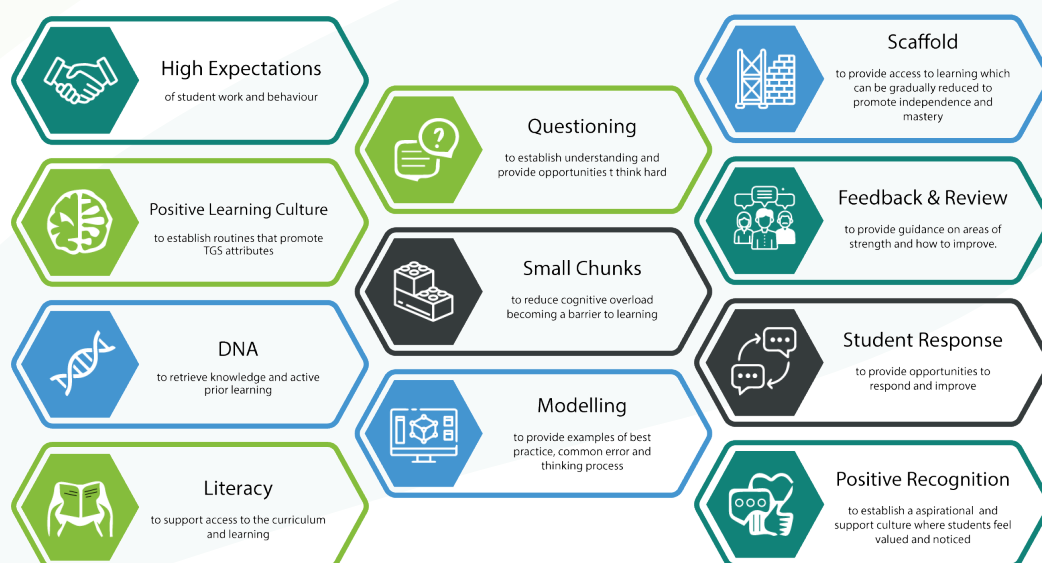 High Expectations
of student work and behaviour
Positive Learning Culture
to establish routines that promote
TGS attributes
DNA
to retrieve knowledge and active
prior learning
Literacy
to support access to the curriculum
and learning
?
Questioning
to establish understanding and
provide opportunities t think hard
Small Chunks
to reduce cognitive overload
becoming a barrier to learning
Modelling
to provide examples of best
practice, common error and
thinking process
Scaffold
to provide access to learning which
can be gradually reduced to
promote independence and
mastery
Feedback & Review
to provide guidance on areas of
strength and how to improve.
Student Response
to provide opportunities to
respond and improve
Positive Recognition
to establish a aspirational and
support culture where students feel
valued and noticed